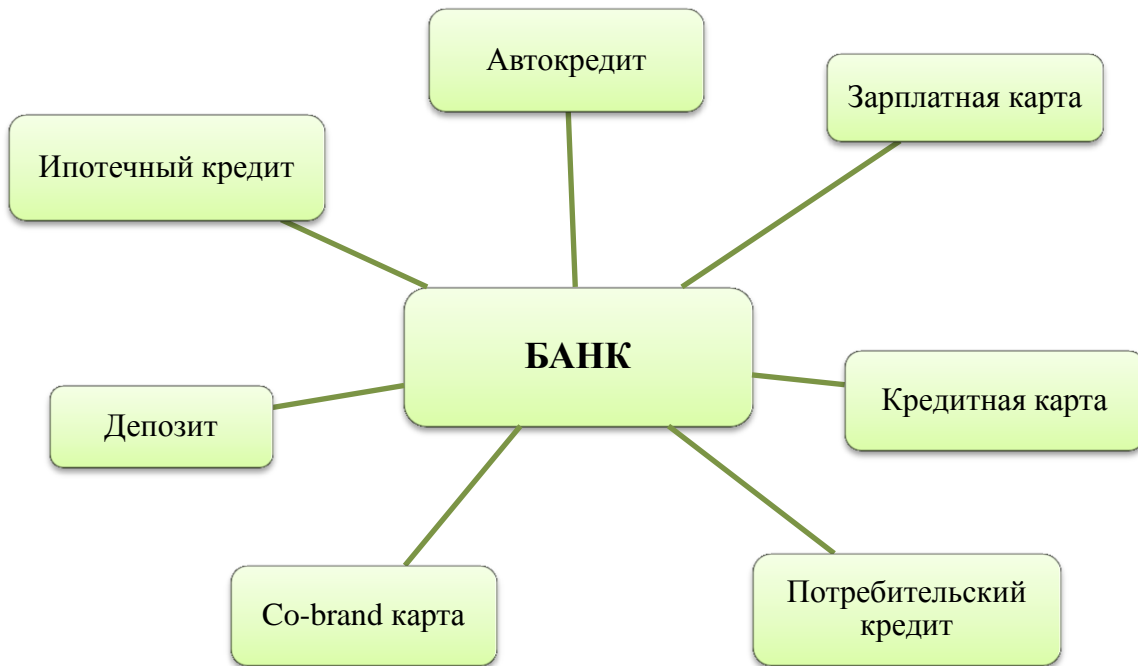 Автокредит
Зарплатная карта
Ипотечный кредит
БАНК
Кредитная карта
Депозит
Co-brand карта
Потребительский
кредит